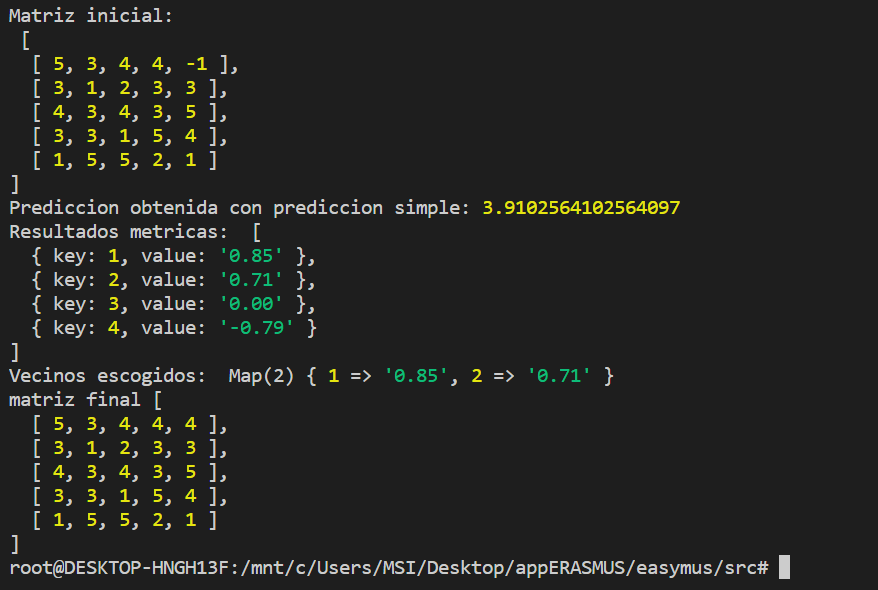 Matriz inicial:
 [
  [ 5, 3, 4, 4, -1 ],
  [ 3, 1, 2, 3, 3 ],
  [ 4, 3, 4, 3, 5 ],
  [ 3, 3, 1, 5, 4 ],
  [ 1, 5, 5, 2, 1 ]
]
Prediccion obtenida con prediccion simple: 3.9102564102564097
Resultados metricas:  [
  { key: 1, value: '0.85' },
  { key: 2, value: '0.71' },
  { key: 3, value: '0.00' },
  { key: 4, value: '-0.79' }
]
Vecinos escogidos:  Map(2) { 1 => '0.85', 2 => '0.71' }
matriz final [
  [ 5, 3, 4, 4, 4 ],
  [ 3, 1, 2, 3, 3 ],
  [ 4, 3, 4, 3, 5 ],
  [ 3, 3, 1, 5, 4 ],
  [ 1, 5, 5, 2, 1 ]
]
root@DESKTOP-HNGH13F:/mnt/c/Users/MSI/Desktop/appERASMUS/easymus/src#